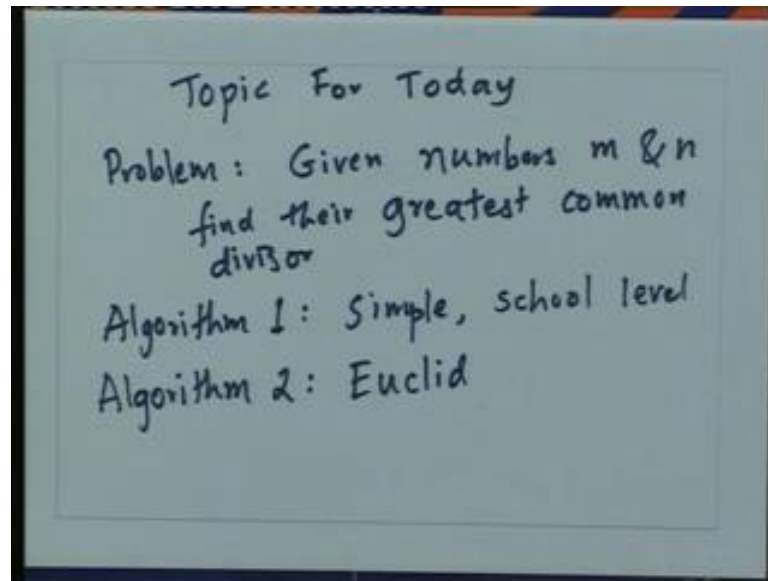 Topic For Today
Problem: Given numbers m & n
find their greatest common
divisor
Algorithm 1: Simple, school level
Algorithm 2: Euclid